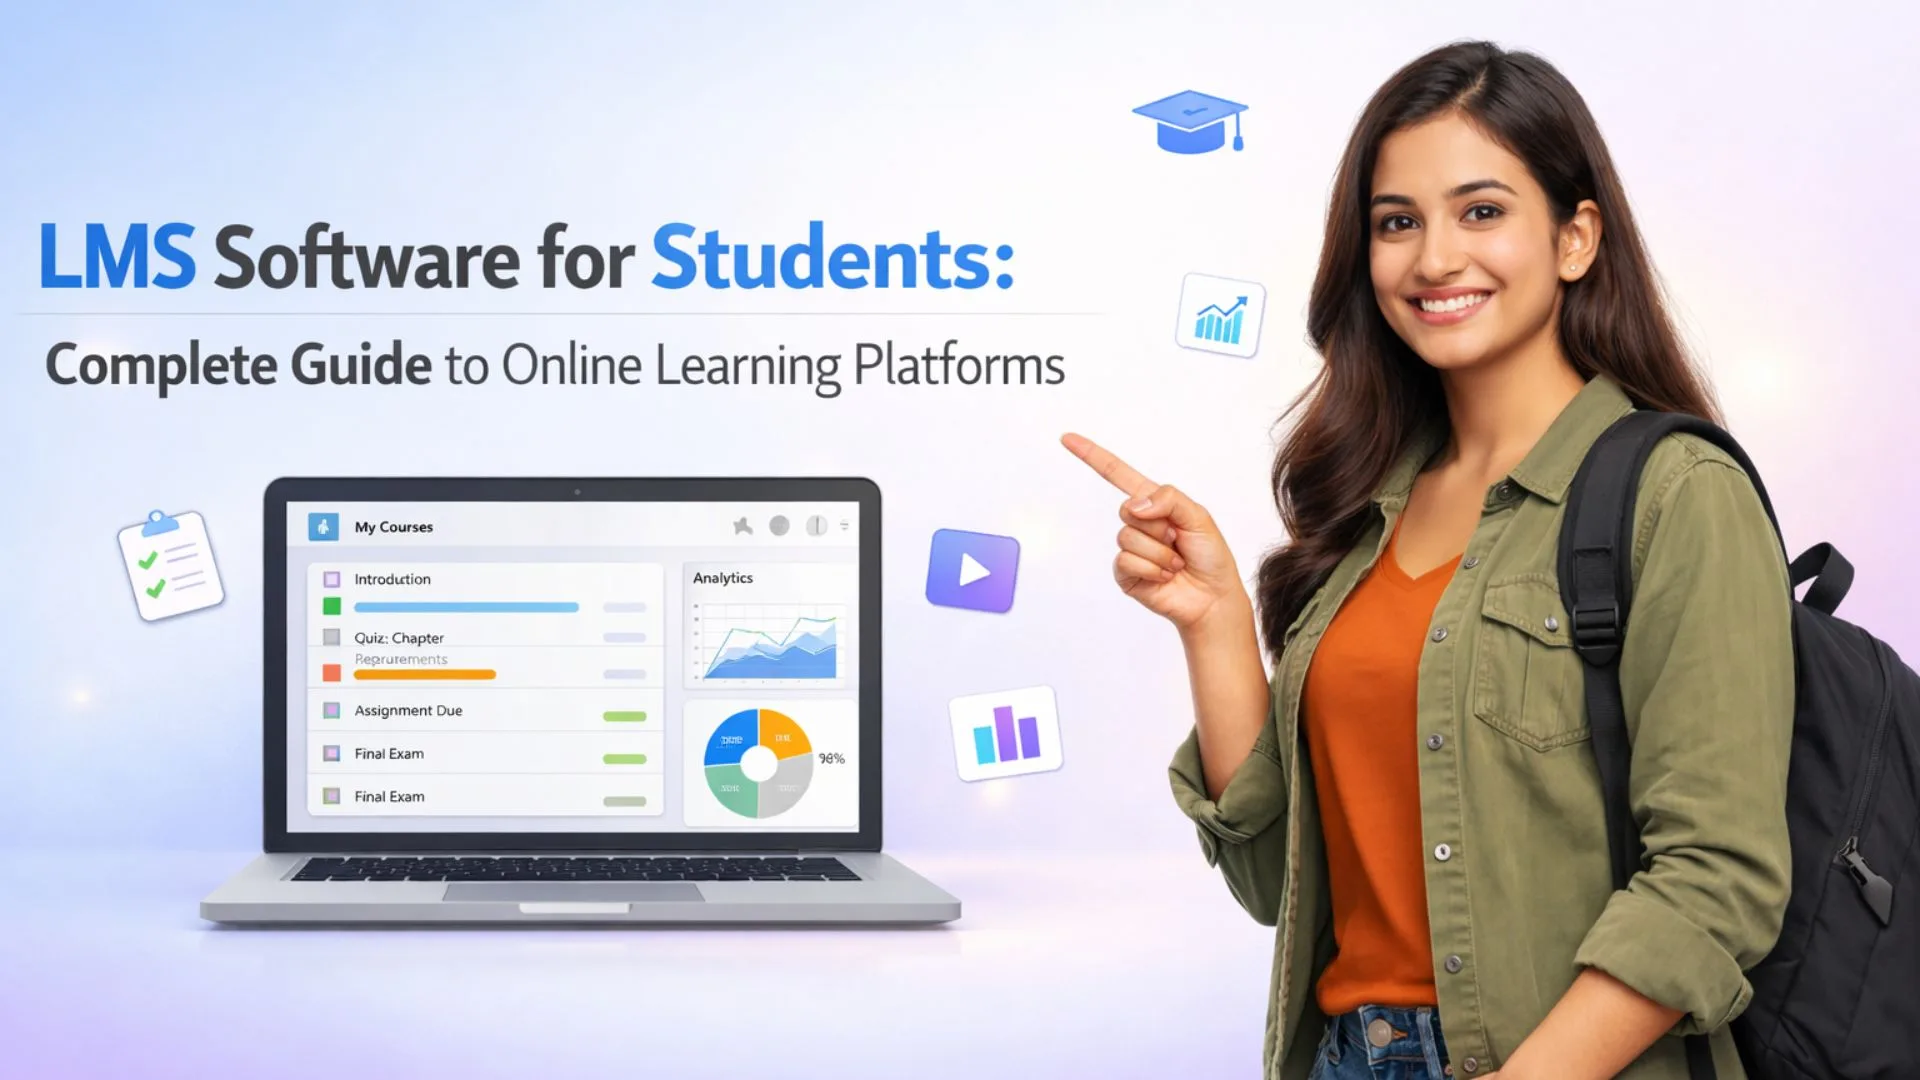 LMS Software for Students:
Complete Guide to Online Learning Platforms
My Courses
Introduction
Quiz: Chapter
Assignment Due
Final Exam
Final Exam
Analytics
98%